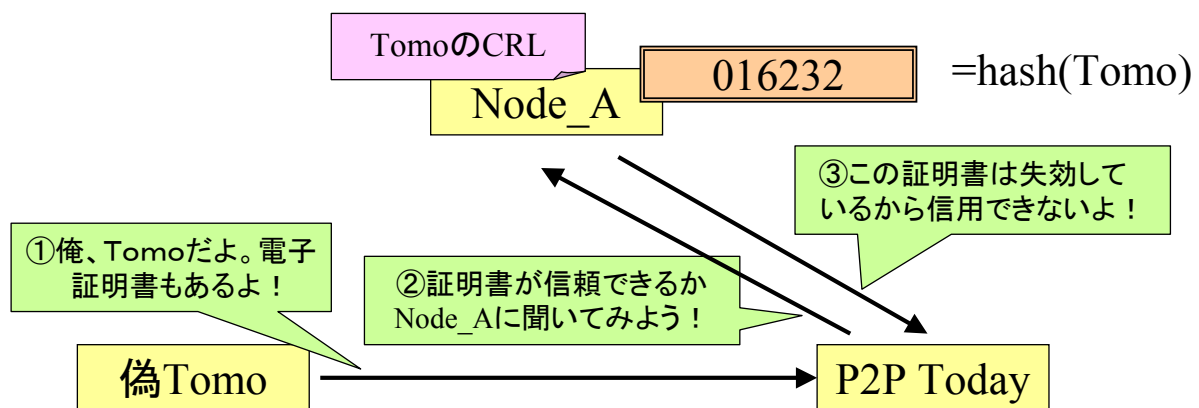 TomoのCRL
016232
=hash(Tomo)
Node_A
③この証明書は失効して
いるから信用できないよ！
①俺、Tomoだよ。電子
証明書もあるよ！
②証明書が信頼できるか
Node_Aに聞いてみよう！
偽Tomo
P2P Today